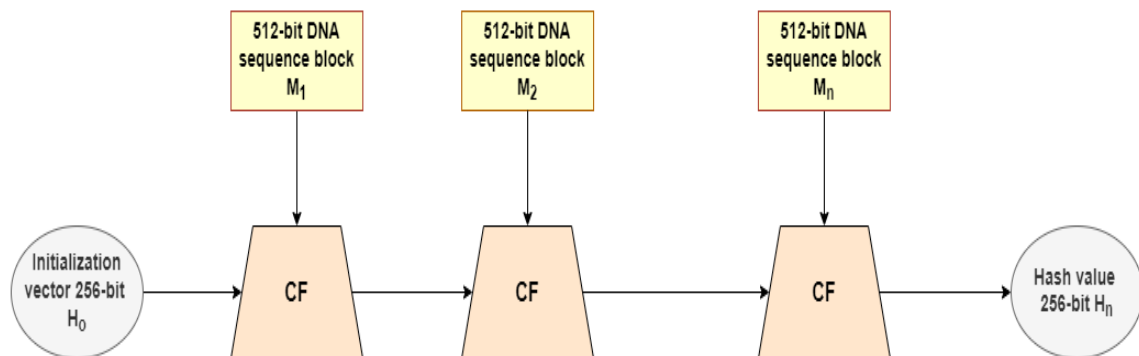 512-bit DNA
sequence block
M₁
512-bit DNA
sequence block
M₂
512-bit DNA
sequence block
Mₙ
Initialization
vector 256-bit
H₀
CF
CF
CF
Hash value
256-bit Hₙ